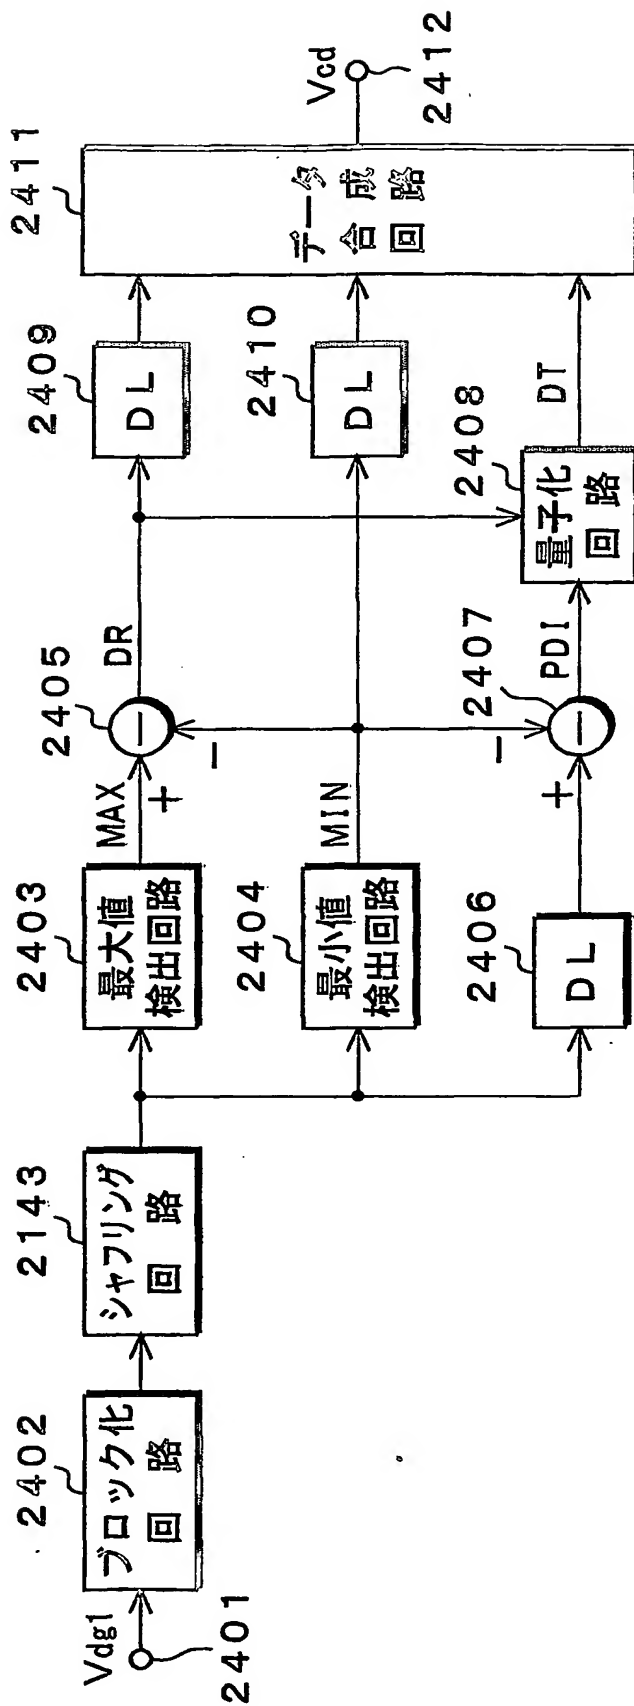 Vdg1
2401
2402
ブロック化
回路
2143
シャフリング
回路
2403
最大値
検出回路
MAX
+
2405
−
−
DR
2409
DL
2411
データ
合成
回路
Vcd
2412
2404
最小値
検出回路
MIN
2410
DL
2406
DL
+
−
2407
−
PDI
2408
量子化
回路
DT